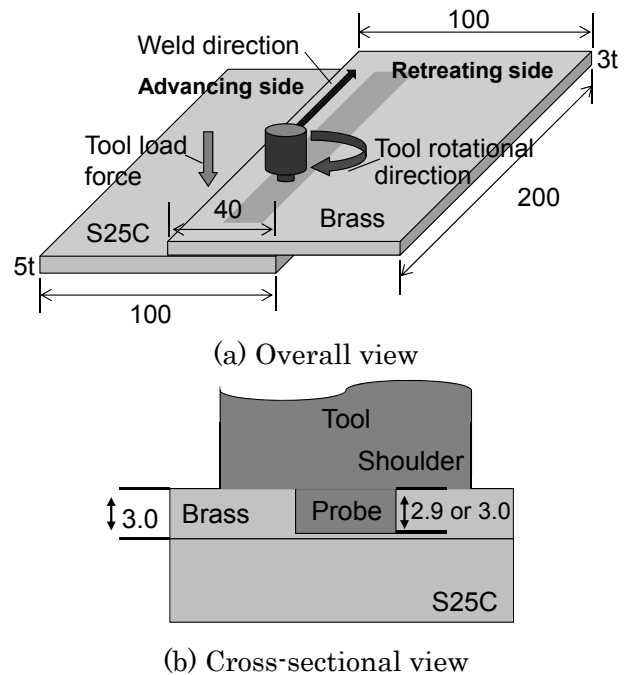 100
Weld direction
Retreating side
3t
Advancing side
Tool load
force
Tool rotational
direction
40
200
S25C
Brass
5t
100
(a) Overall view
Tool
Shoulder
3.0
Brass
Probe
2.9 or 3.0
S25C
(b) Cross-sectional view